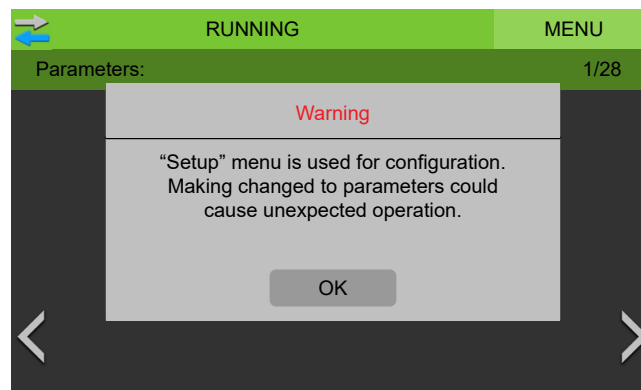 RUNNING MENU
Parameters: 1/28
Warning
“Setup” menu is used for configuration.
Making changed to parameters could
cause unexpected operation.
OK